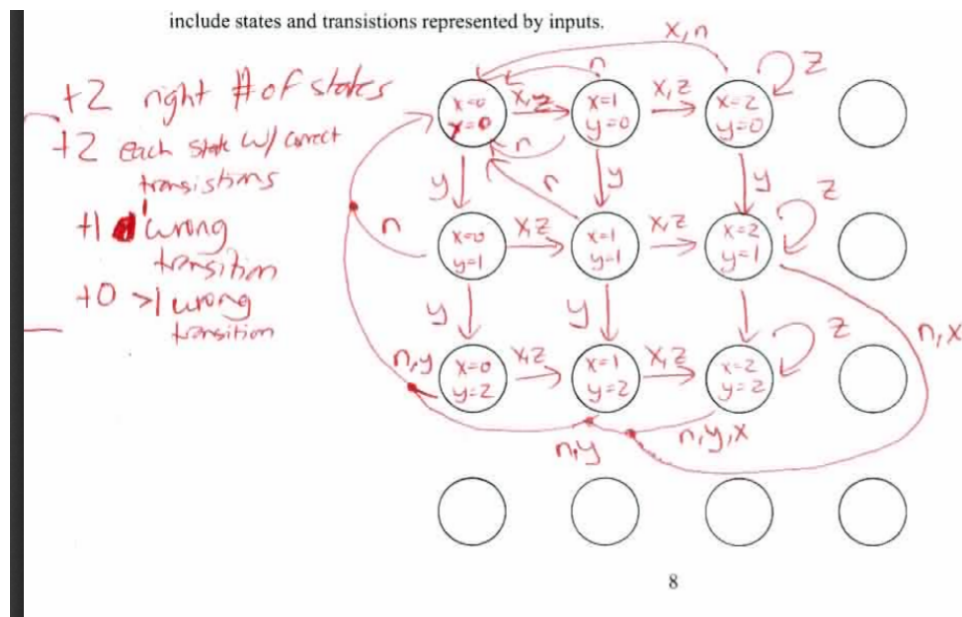 include states and transistions represented by inputs.
+2 right # of states
+2 each state w/ correct
transistions
+1 1 wrong
transition
+0 >1 wrong
transition
x,n
n
z
x=0
y=0
x,z
x=1
y=0
x,z
x=2
y=0
n
y
r
y
y
z
n
x=0
y=1
x,z
x=1
y=1
x,z
x=2
y=1
y
y
z
n,x
n,y
x=0
y=2
x,z
x=1
y=2
x,z
x=2
y=2
n,y
n,y,x
8